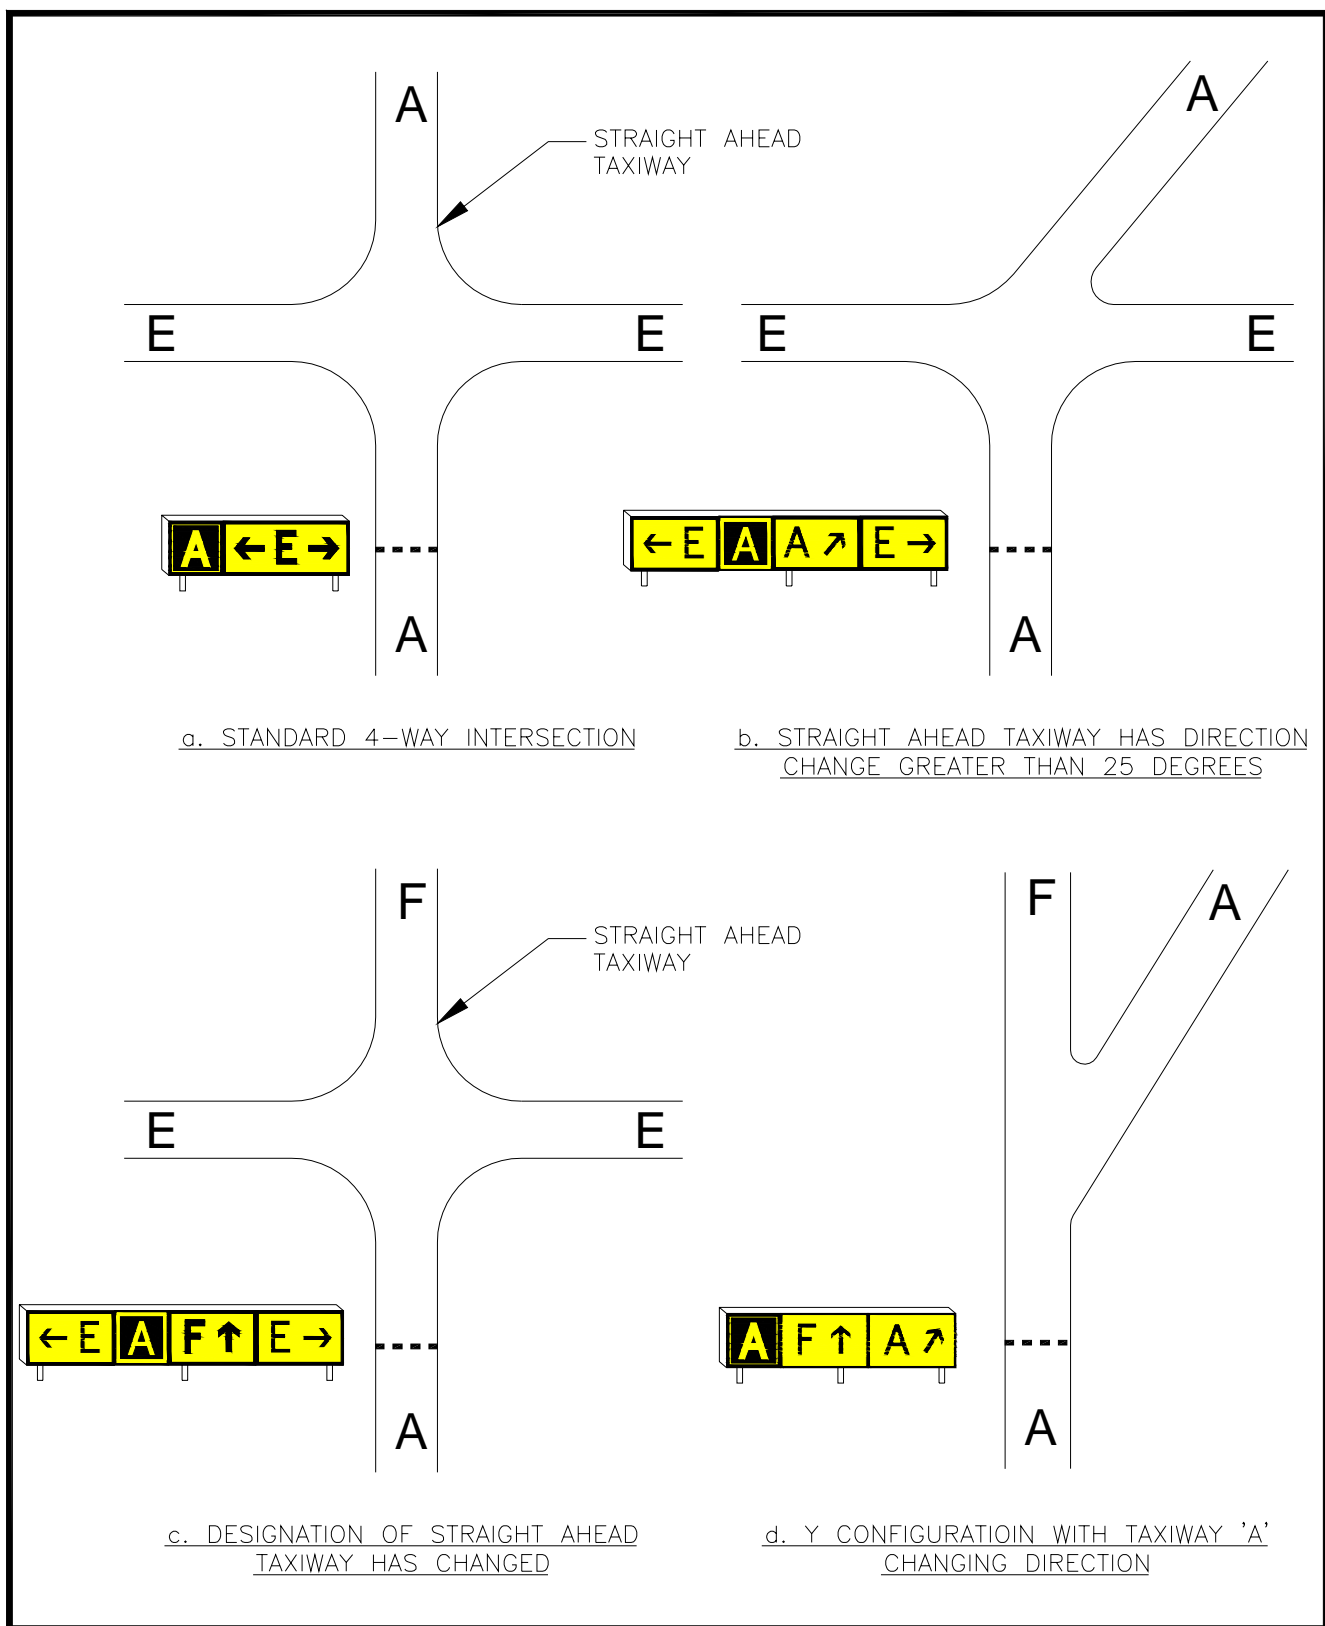 A
STRAIGHT AHEAD
TAXIWAY
E E
A ← E →
A
a. STANDARD 4-WAY INTERSECTION
A
E E
← E A A ↗ E →
A
b. STRAIGHT AHEAD TAXIWAY HAS DIRECTION
CHANGE GREATER THAN 25 DEGREES
F
STRAIGHT AHEAD
TAXIWAY
E E
← E A F ↑ E →
A
c. DESIGNATION OF STRAIGHT AHEAD
TAXIWAY HAS CHANGED
F A
A F ↑ A ↗
A
d. Y CONFIGURATIOIN WITH TAXIWAY 'A'
CHANGING DIRECTION